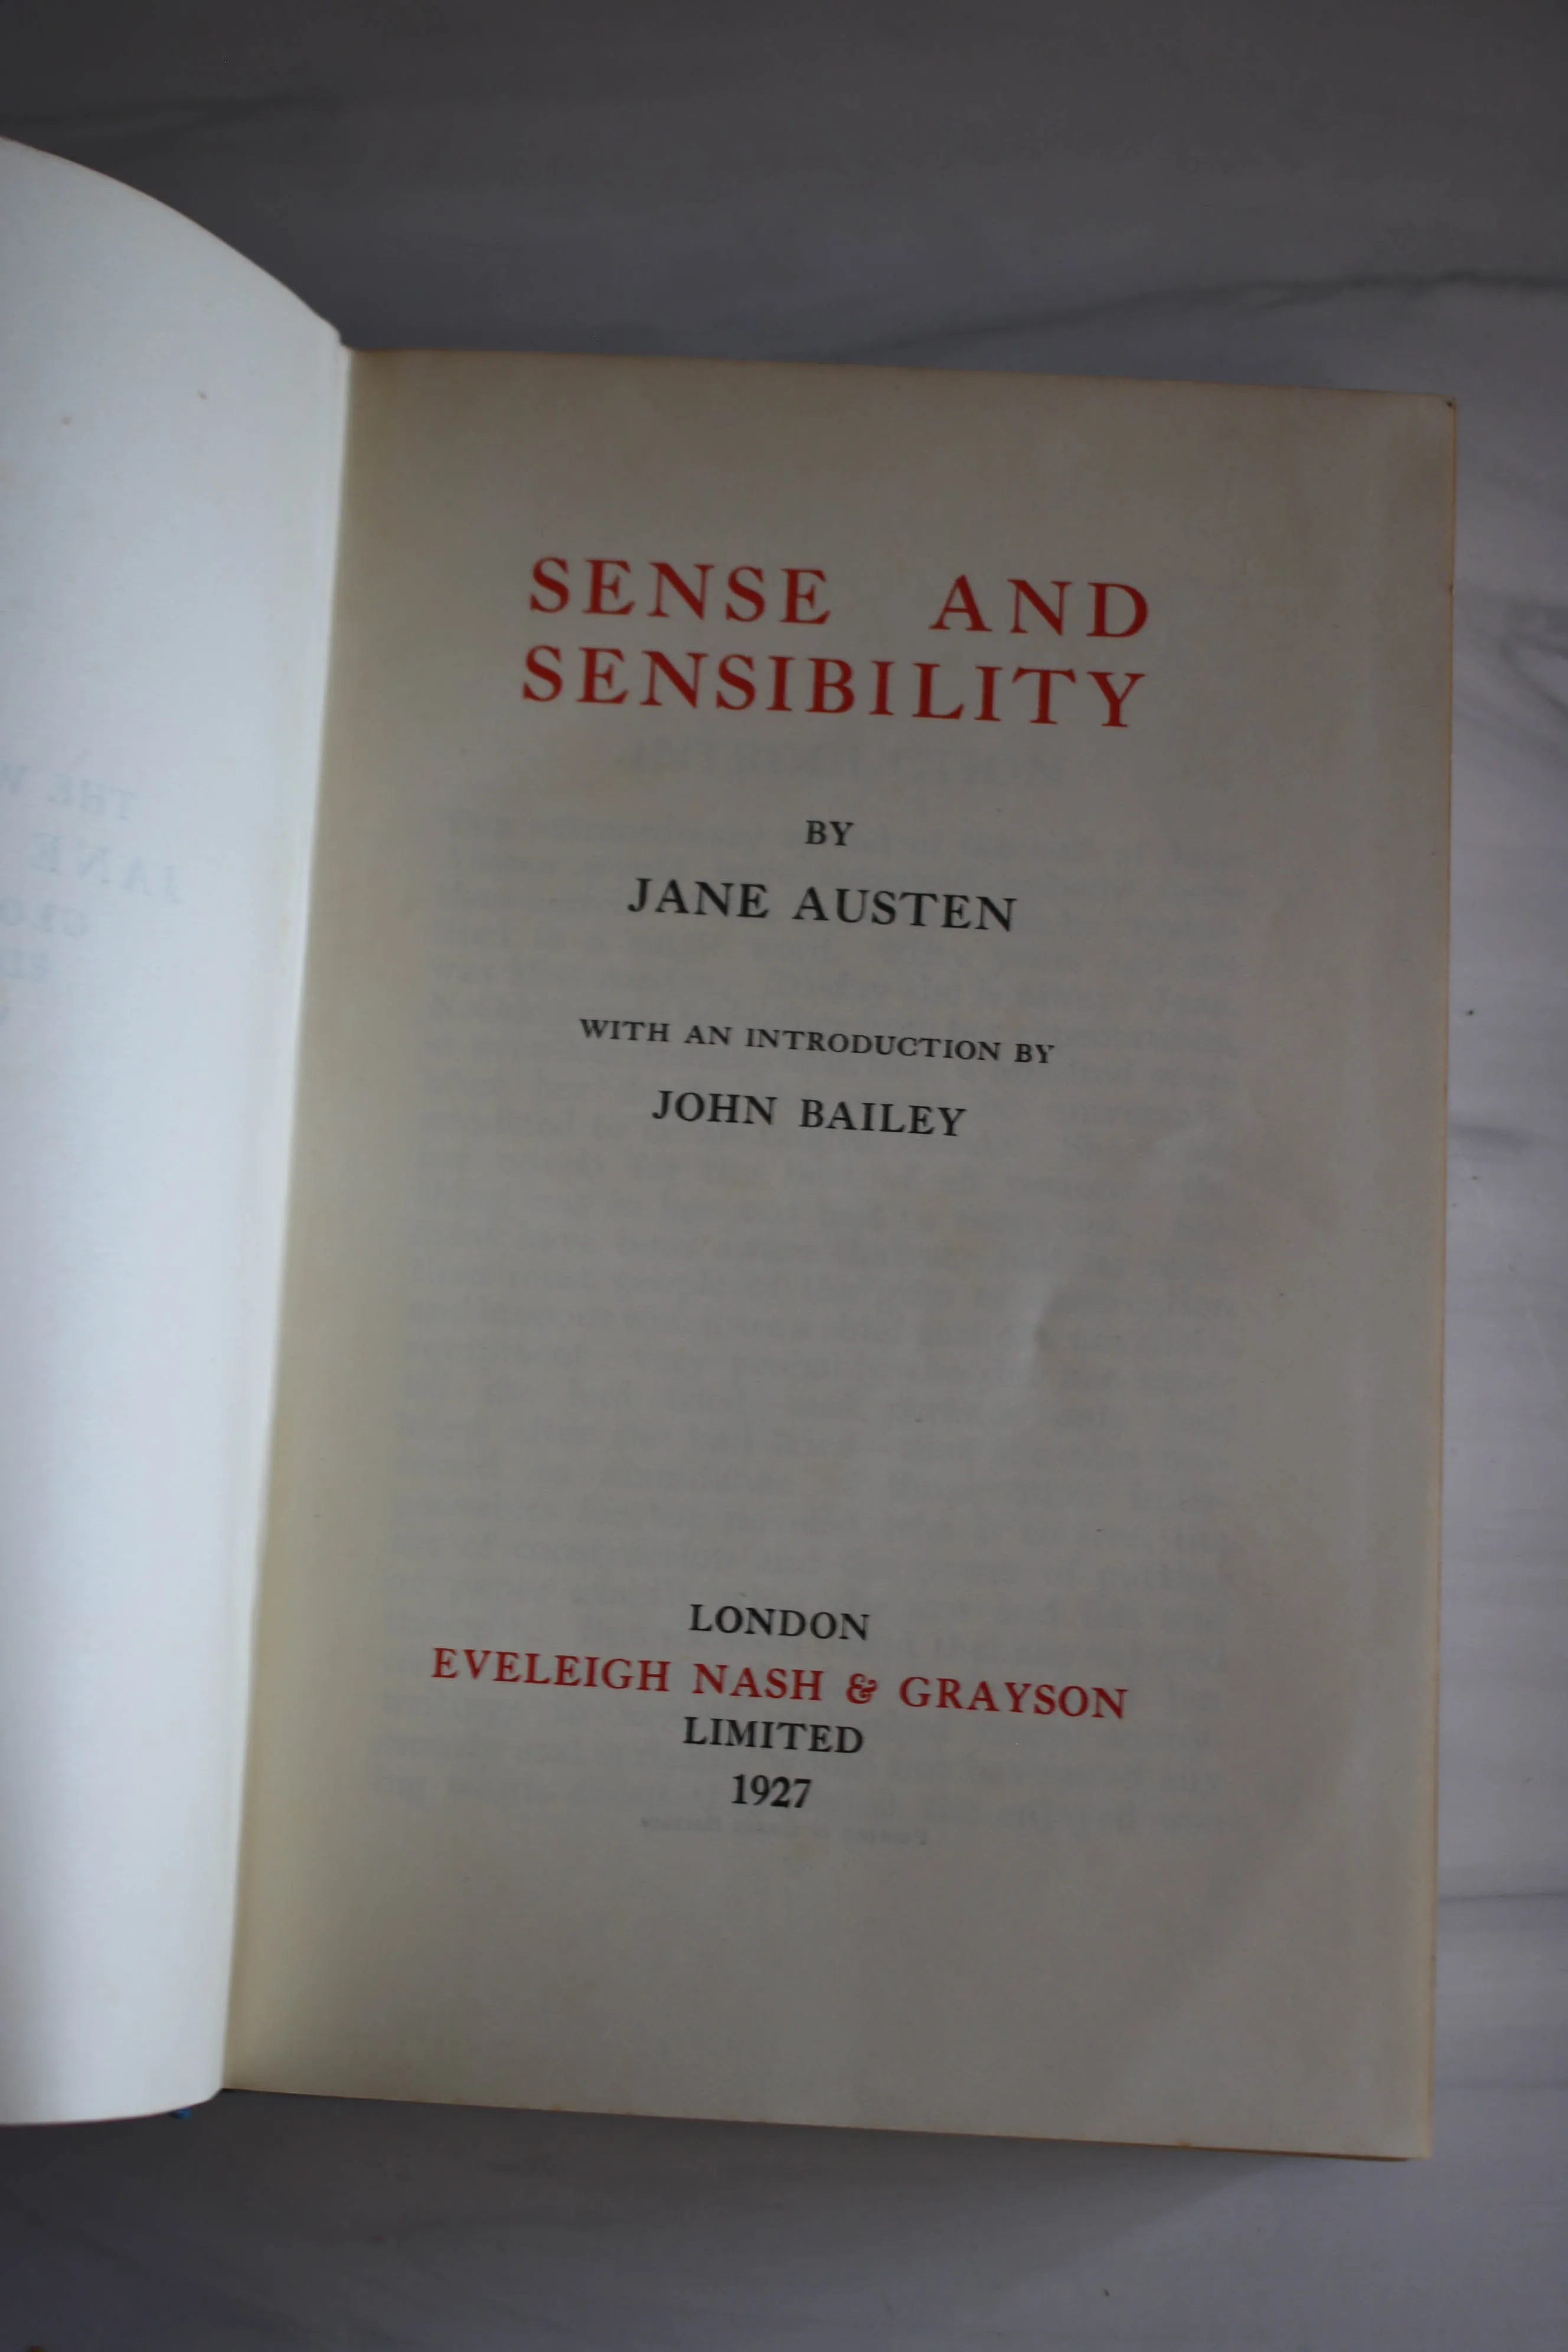 SENSE AND
SENSIBILITY
BY
JANE AUSTEN
WITH AN INTRODUCTION BY
JOHN BAILEY
LONDON
EVELEIGH NASH & GRAYSON
LIMITED
1927